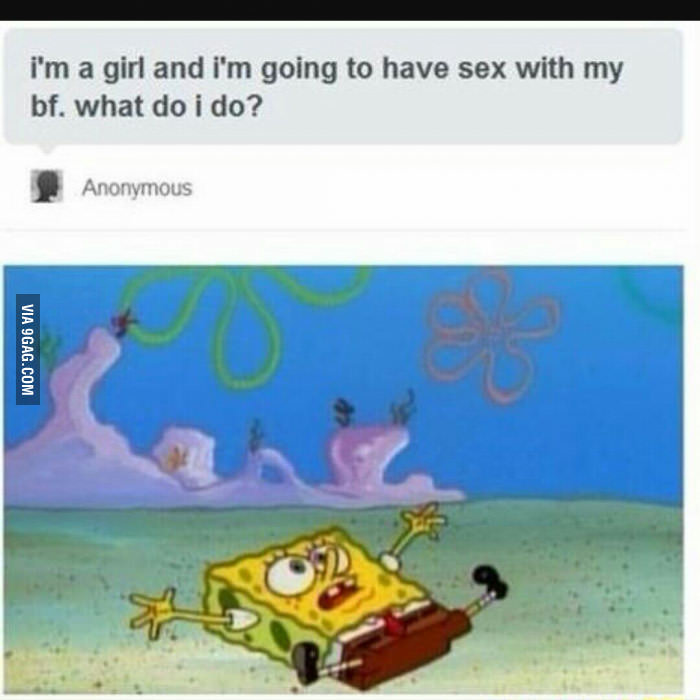 i'm a girl and i'm going to have sex with my
bf. what do i do?
Anonymous
VIA 9GAG.COM